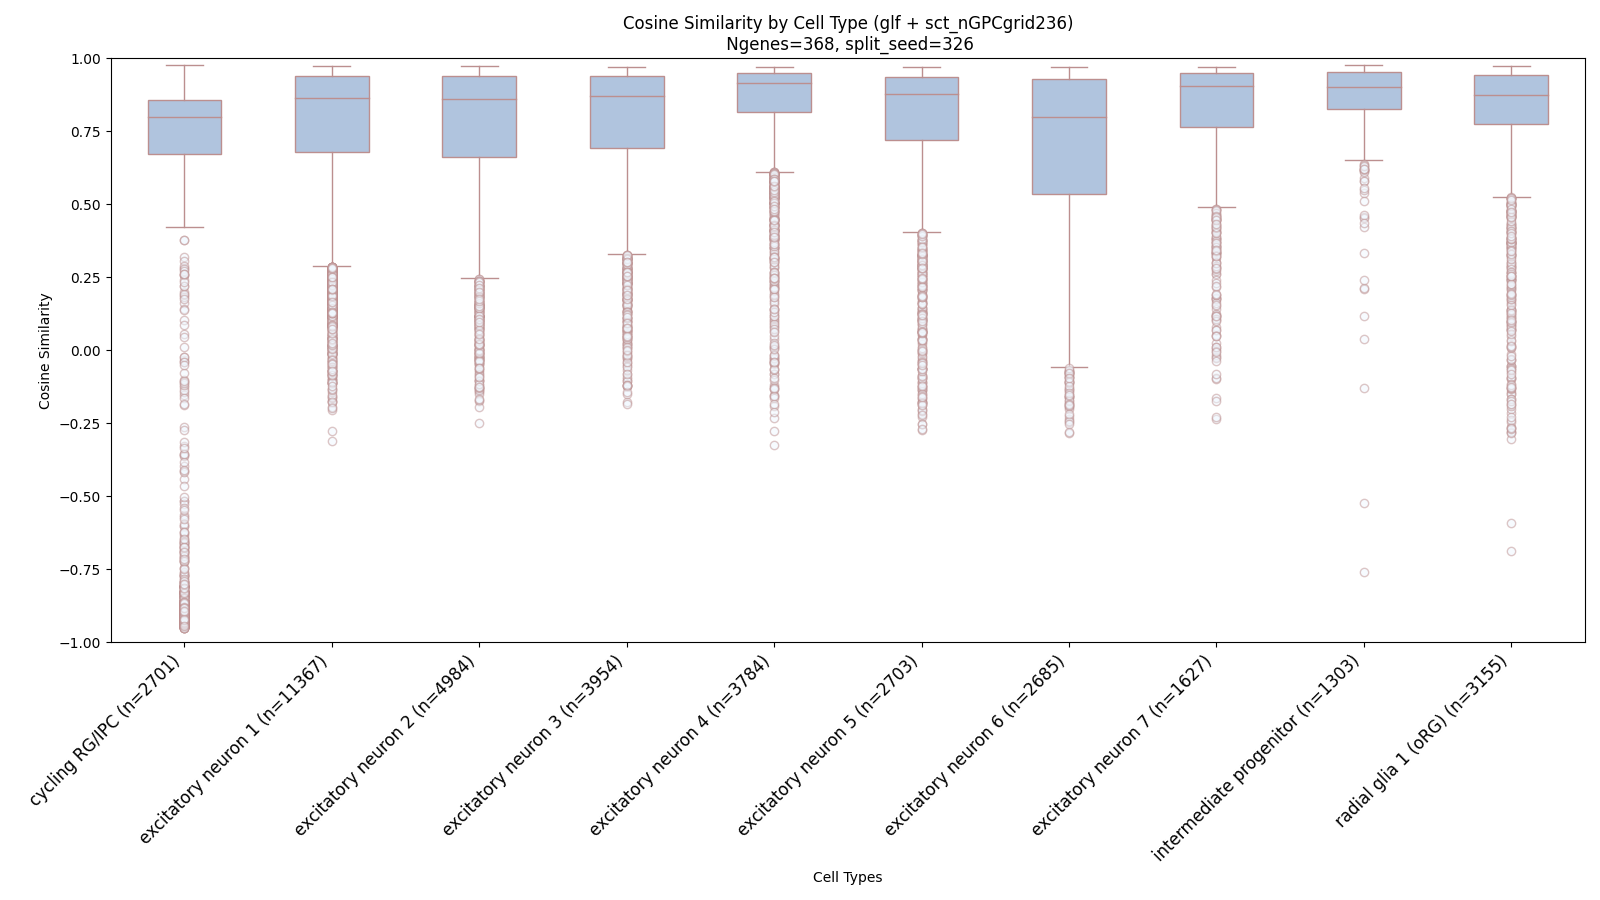 Cosine Similarity by Cell Type (glf + sct_nGPCgrid236)
Ngenes=368, split_seed=326
Cosine Similarity
1.00
0.75
0.50
0.25
0.00
−0.25
−0.50
−0.75
−1.00
cycling RG/IPC (n=2701)
excitatory neuron 1 (n=11367)
excitatory neuron 2 (n=4984)
excitatory neuron 3 (n=3954)
excitatory neuron 4 (n=3784)
excitatory neuron 5 (n=2703)
excitatory neuron 6 (n=2685)
excitatory neuron 7 (n=1627)
intermediate progenitor (n=1303)
radial glia 1 (oRG) (n=3155)
Cell Types